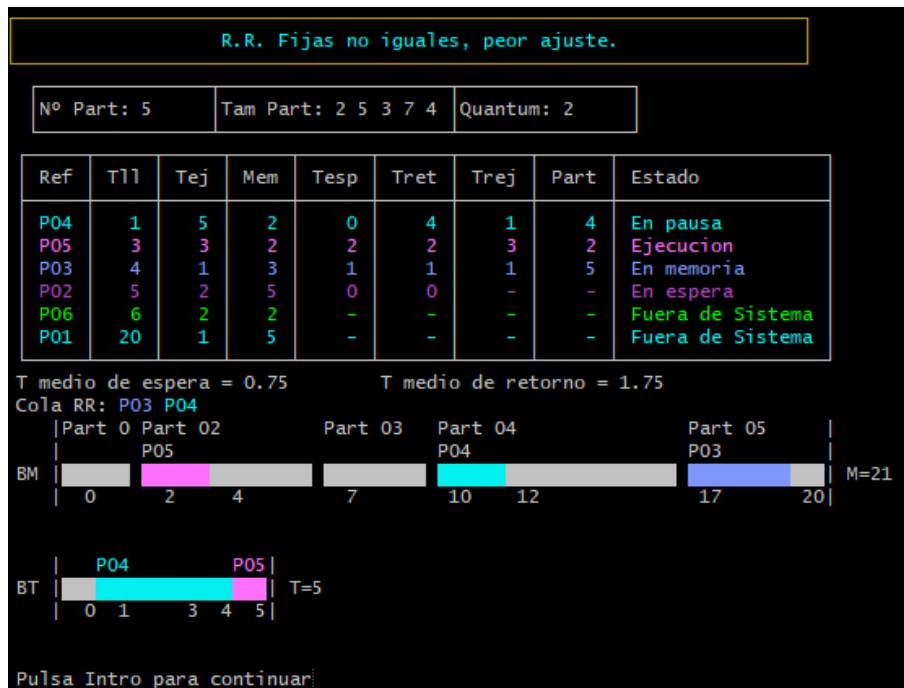 R.R. Fijas no iguales, peor ajuste.
Nº Part: 5 Tam Part: 2 5 3 7 4 Quantum: 2
Ref Tll Tej Mem Tesp Tret Trej Part Estado
P04 1 5 2 0 4 1 4 En pausa
P05 3 3 2 2 2 3 2 Ejecucion
P03 4 1 3 1 1 1 5 En memoria
P02 5 2 5 0 0 - - En espera
P06 6 2 2 - - - - Fuera de Sistema
P01 20 1 5 - - - - Fuera de Sistema
T medio de espera = 0.75 T medio de retorno = 1.75
Cola RR: P03 P04
|Part 0 Part 02 Part 03 Part 04 Part 05 |
| P05 P04 P03 |
BM | | M=21
| 0 2 4 7 10 12 17 20|
| P04 P05|
BT | | T=5
| 0 1 3 4 5|
Pulsa Intro para continuar